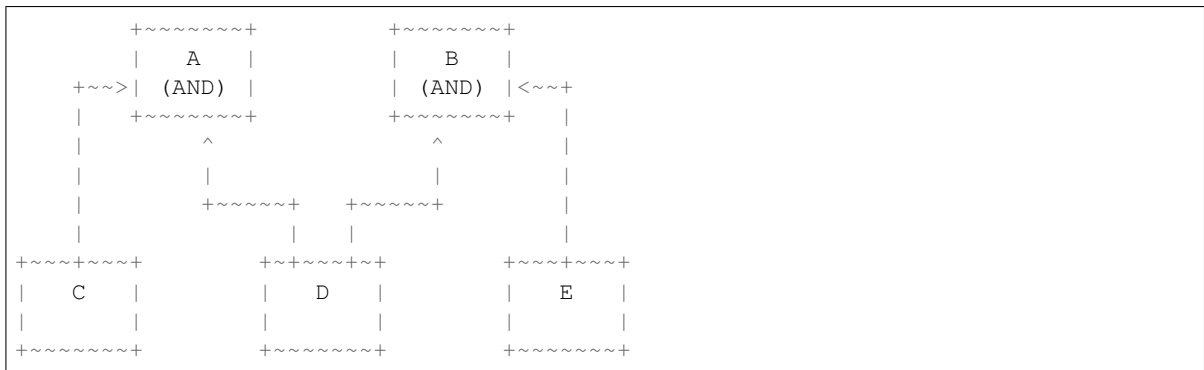 +~~~~~~~+         +~~~~~~~+
     |   A   |         |   B   |
 +~~>| (AND) |         | (AND) |<~~+
 |   +~~~~~~~+         +~~~~~~~+   |
 |        ^               ^        |
 |        |               |        |
 |        +~~~~~+   +~~~~~+        |
 |              |   |              |
+~~~+~~~+        +~+~~~+~+        +~~~+~~~+
|   C   |        |   D   |        |   E   |
|       |        |       |        |       |
+~~~~~~~+        +~~~~~~~+        +~~~~~~~+